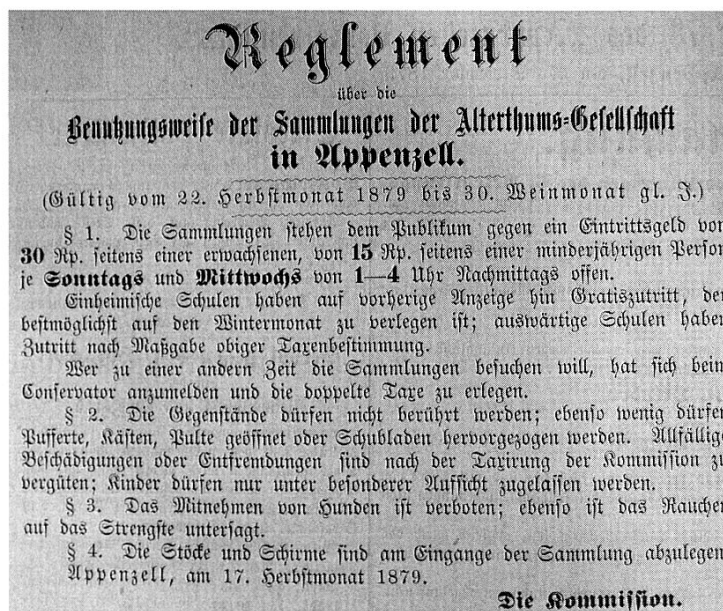 Reglement
über die
Benutzungsweise der Sammlungen der Alterthums-Gesellschaft
in Appenzell.
(Gültig vom 22. Herbstmonat 1879 bis 30. Weinmonat gl. J.)
§ 1. Die Sammlungen stehen dem Publikum gegen ein Eintrittsgeld von
30 Rp. seitens einer erwachsenen, von 15 Rp. seitens einer minderjährigen Person
je Sonntags und Mittwochs von 1—4 Uhr Nachmittags offen.
Einheimische Schulen haben auf vorherige Anzeige hin Gratiszutritt, der
bestmöglichst auf den Wintermonat zu verlegen ist; auswärtige Schulen haben
Zutritt nach Maßgabe obiger Taxenbestimmung.
Wer zu einer andern Zeit die Sammlungen besuchen will, hat sich beim
Conservator anzumelden und die doppelte Taxe zu erlegen.
§ 2. Die Gegenstände dürfen nicht berührt werden; ebenso wenig dürfen
Pufferte, Kästen, Pulte geöffnet oder Schubladen hervorgezogen werden. Allfällige
Beschädigungen oder Entfremdungen sind nach der Taxirung der Kommission zu
vergüten; Kinder dürfen nur unter besonderer Aufsicht zugelassen werden.
§ 3. Das Mitnehmen von Hunden ist verboten; ebenso ist das Rauchen
auf das Strengste untersagt.
§ 4. Die Stöcke und Schirme sind am Eingange der Sammlung abzulegen
Appenzell, am 17. Herbstmonat 1879.
Die Kommission.